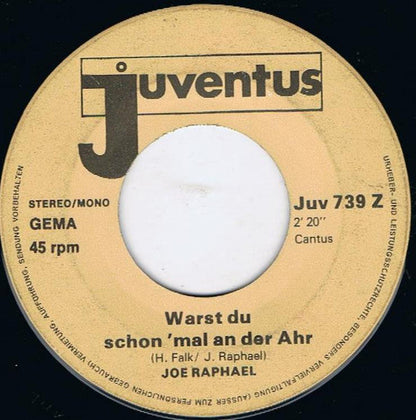 juventus
STEREO/MONO
GEMA
45 rpm
Juv 739 Z
2' 20"
Cantus
Warst du
schon 'mal an der Ahr
(H. Falk / J. Raphael)
JOE RAPHAEL
URHEBER- UND LEISTUNGSSCHUTZRECHTE, BESONDERS VERVIELFÄLTIGUNG (AUSSER ZUM PERSÖNLICHEN GEBRAUCH) VERMIETUNG, AUFFÜHRUNG, SENDUNG VORBEHALTEN